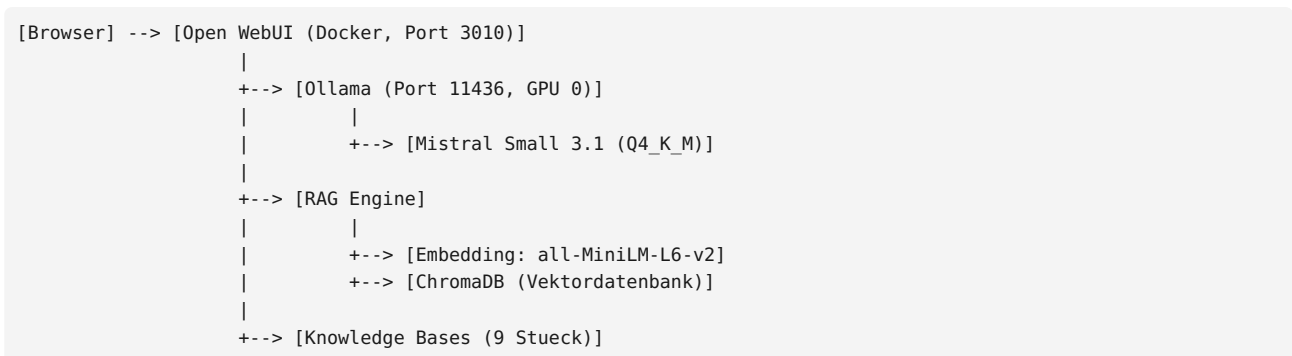 [Browser] --> [Open WebUI (Docker, Port 3010)]
                    |
                    +--> [Ollama (Port 11436, GPU 0)]
                    |         |
                    |         +--> [Mistral Small 3.1 (Q4_K_M)]
                    |
                    +--> [RAG Engine]
                    |         |
                    |         +--> [Embedding: all-MiniLM-L6-v2]
                    |         +--> [ChromaDB (Vektordatenbank)]
                    |
                    +--> [Knowledge Bases (9 Stueck)]